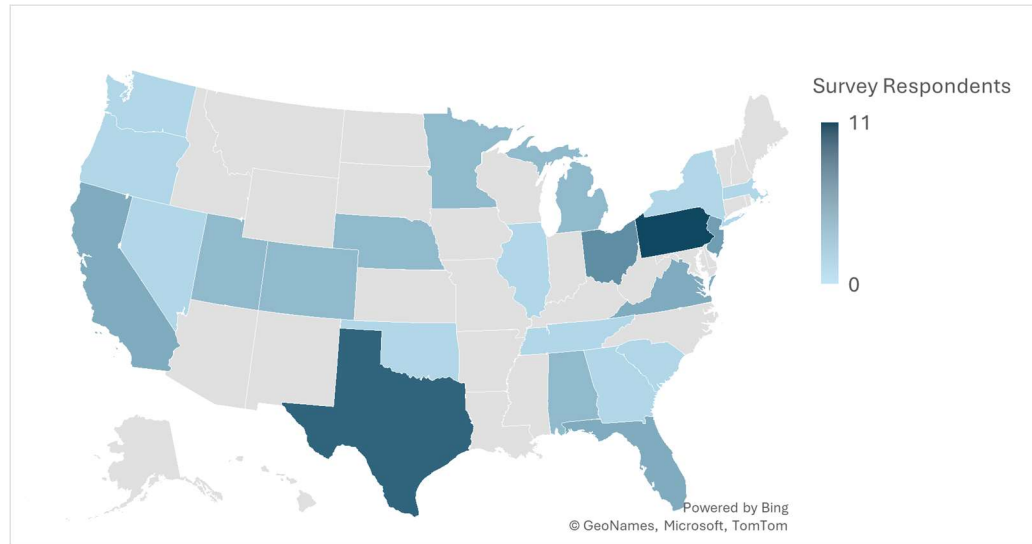 Survey Respondents
11
0
Powered by Bing
© GeoNames, Microsoft, TomTom